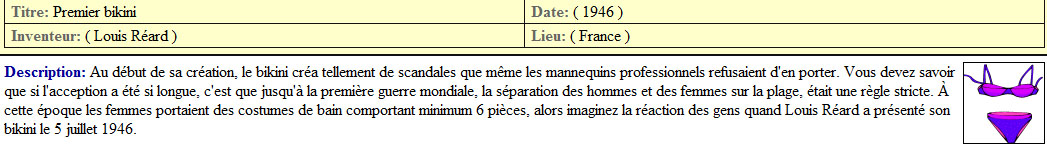 Titre: Premier bikini
Date: ( 1946 )
Inventeur: ( Louis Réard )
Lieu: ( France )
Description: Au début de sa création, le bikini créa tellement de scandales que même les mannequins professionnels refusaient d'en porter. Vous devez savoir
que si l'acception a été si longue, c'est que jusqu'à la première guerre mondiale, la séparation des hommes et des femmes sur la plage, était une règle stricte. À
cette époque les femmes portaient des costumes de bain comportant minimum 6 pièces, alors imaginez la réaction des gens quand Louis Réard a présenté son
bikini le 5 juillet 1946.